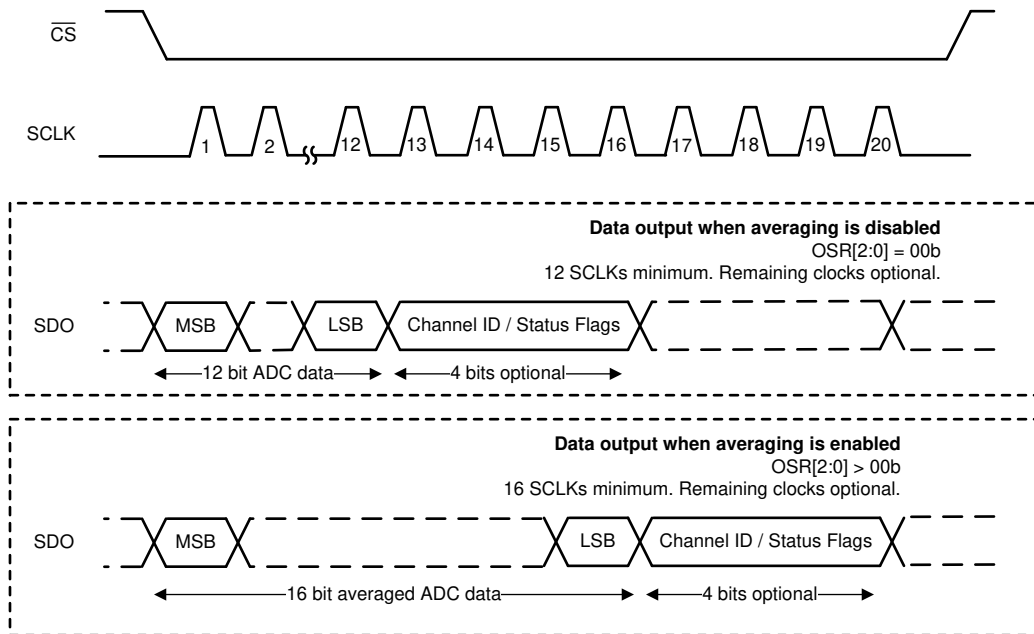 CS
SCLK
1 2 12 13 14 15 16 17 18 19 20
Data output when averaging is disabled
OSR[2:0] = 00b
12 SCLKs minimum. Remaining clocks optional.
SDO MSB LSB Channel ID / Status Flags
12 bit ADC data 4 bits optional
Data output when averaging is enabled
OSR[2:0] > 00b
16 SCLKs minimum. Remaining clocks optional.
SDO MSB LSB Channel ID / Status Flags
16 bit averaged ADC data 4 bits optional